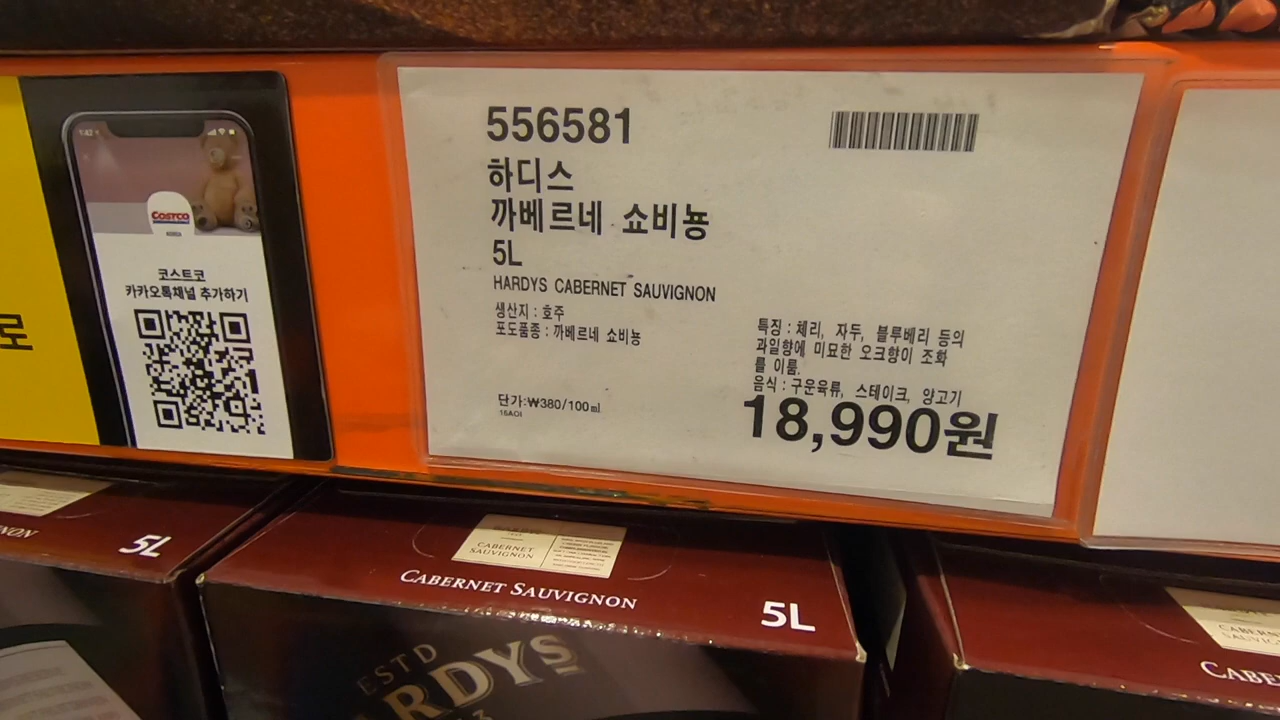 556581
하디스
까베르네 쇼비뇽
5L
HARDYS CABERNET SAUVIGNON
생산지 : 호주
포도품종 : 까베르네 쇼비뇽
단가:₩380/100㎖
16AOI
특징 : 체리, 자두, 블루베리 등의
과일향에 미묘한 오크향이 조화
를 이룸.
음식 : 구운육류, 스테이크, 양고기
18,990원
1:42
COSTCO
코스트코
카카오톡채널 추가하기
로
5L
CABERNET
SAUVIGNON
CABERNET SAUVIGNON
5L
ESTD